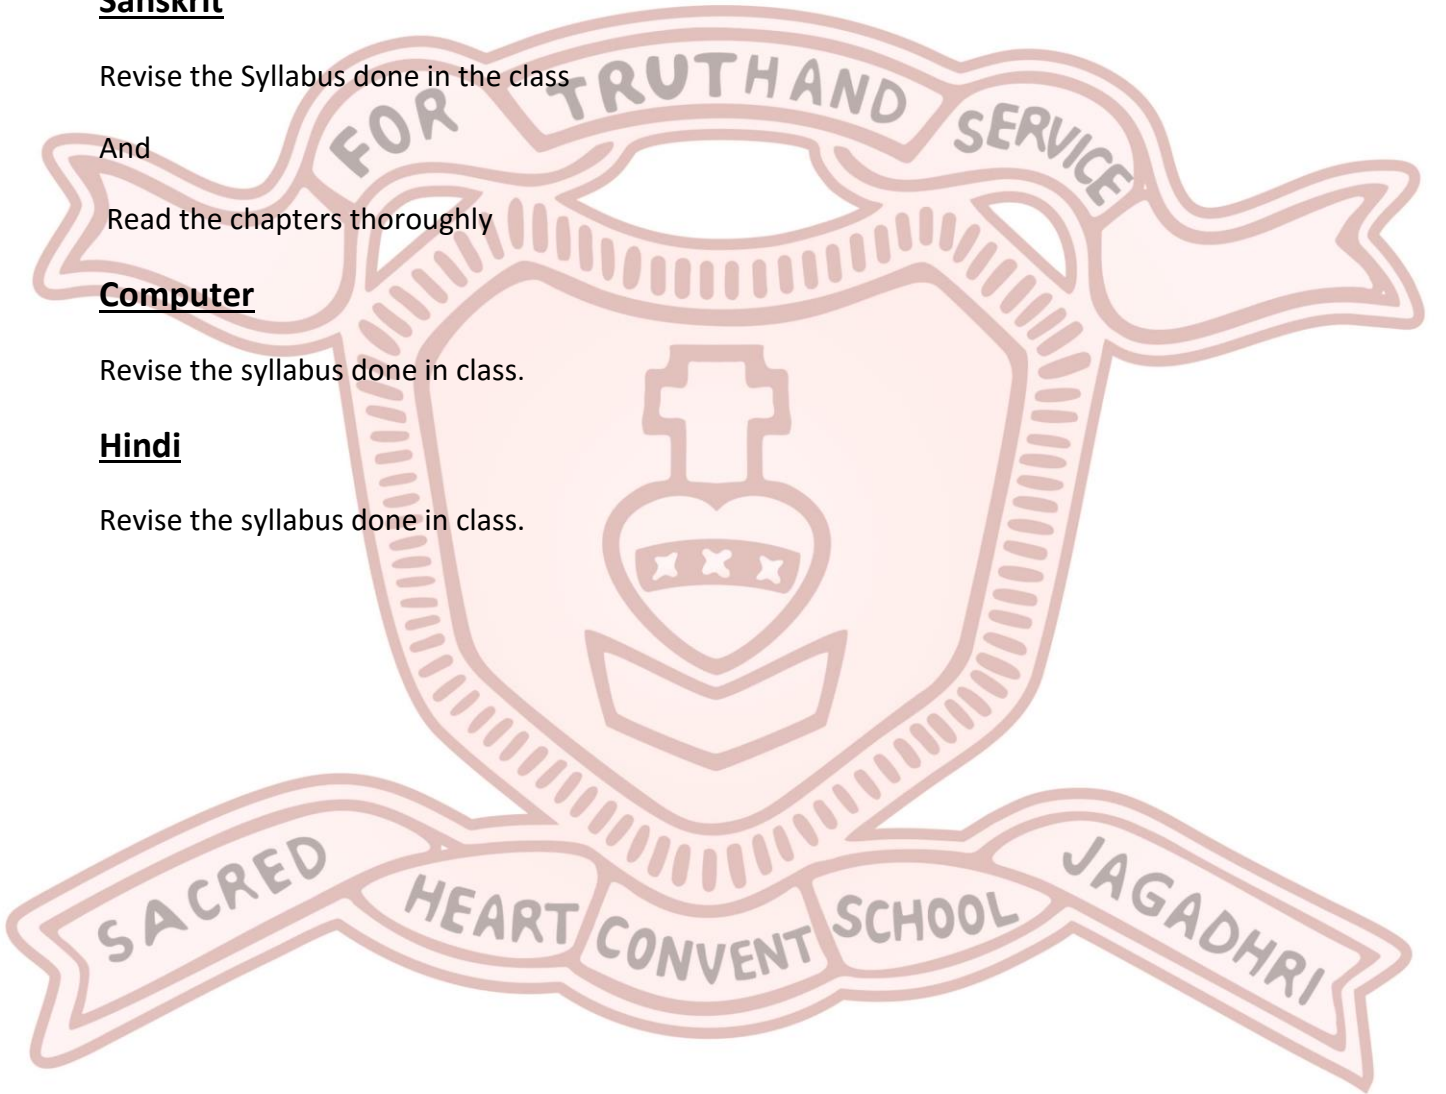 Sanskrit
Revise the Syllabus done in the class
And
Read the chapters thoroughly
Computer
Revise the syllabus done in class.
Hindi
Revise the Syllabus done in class.
FOR TRUTH AND SERVICE
SACRED HEART CONVENT SCHOOL JAGADHRI